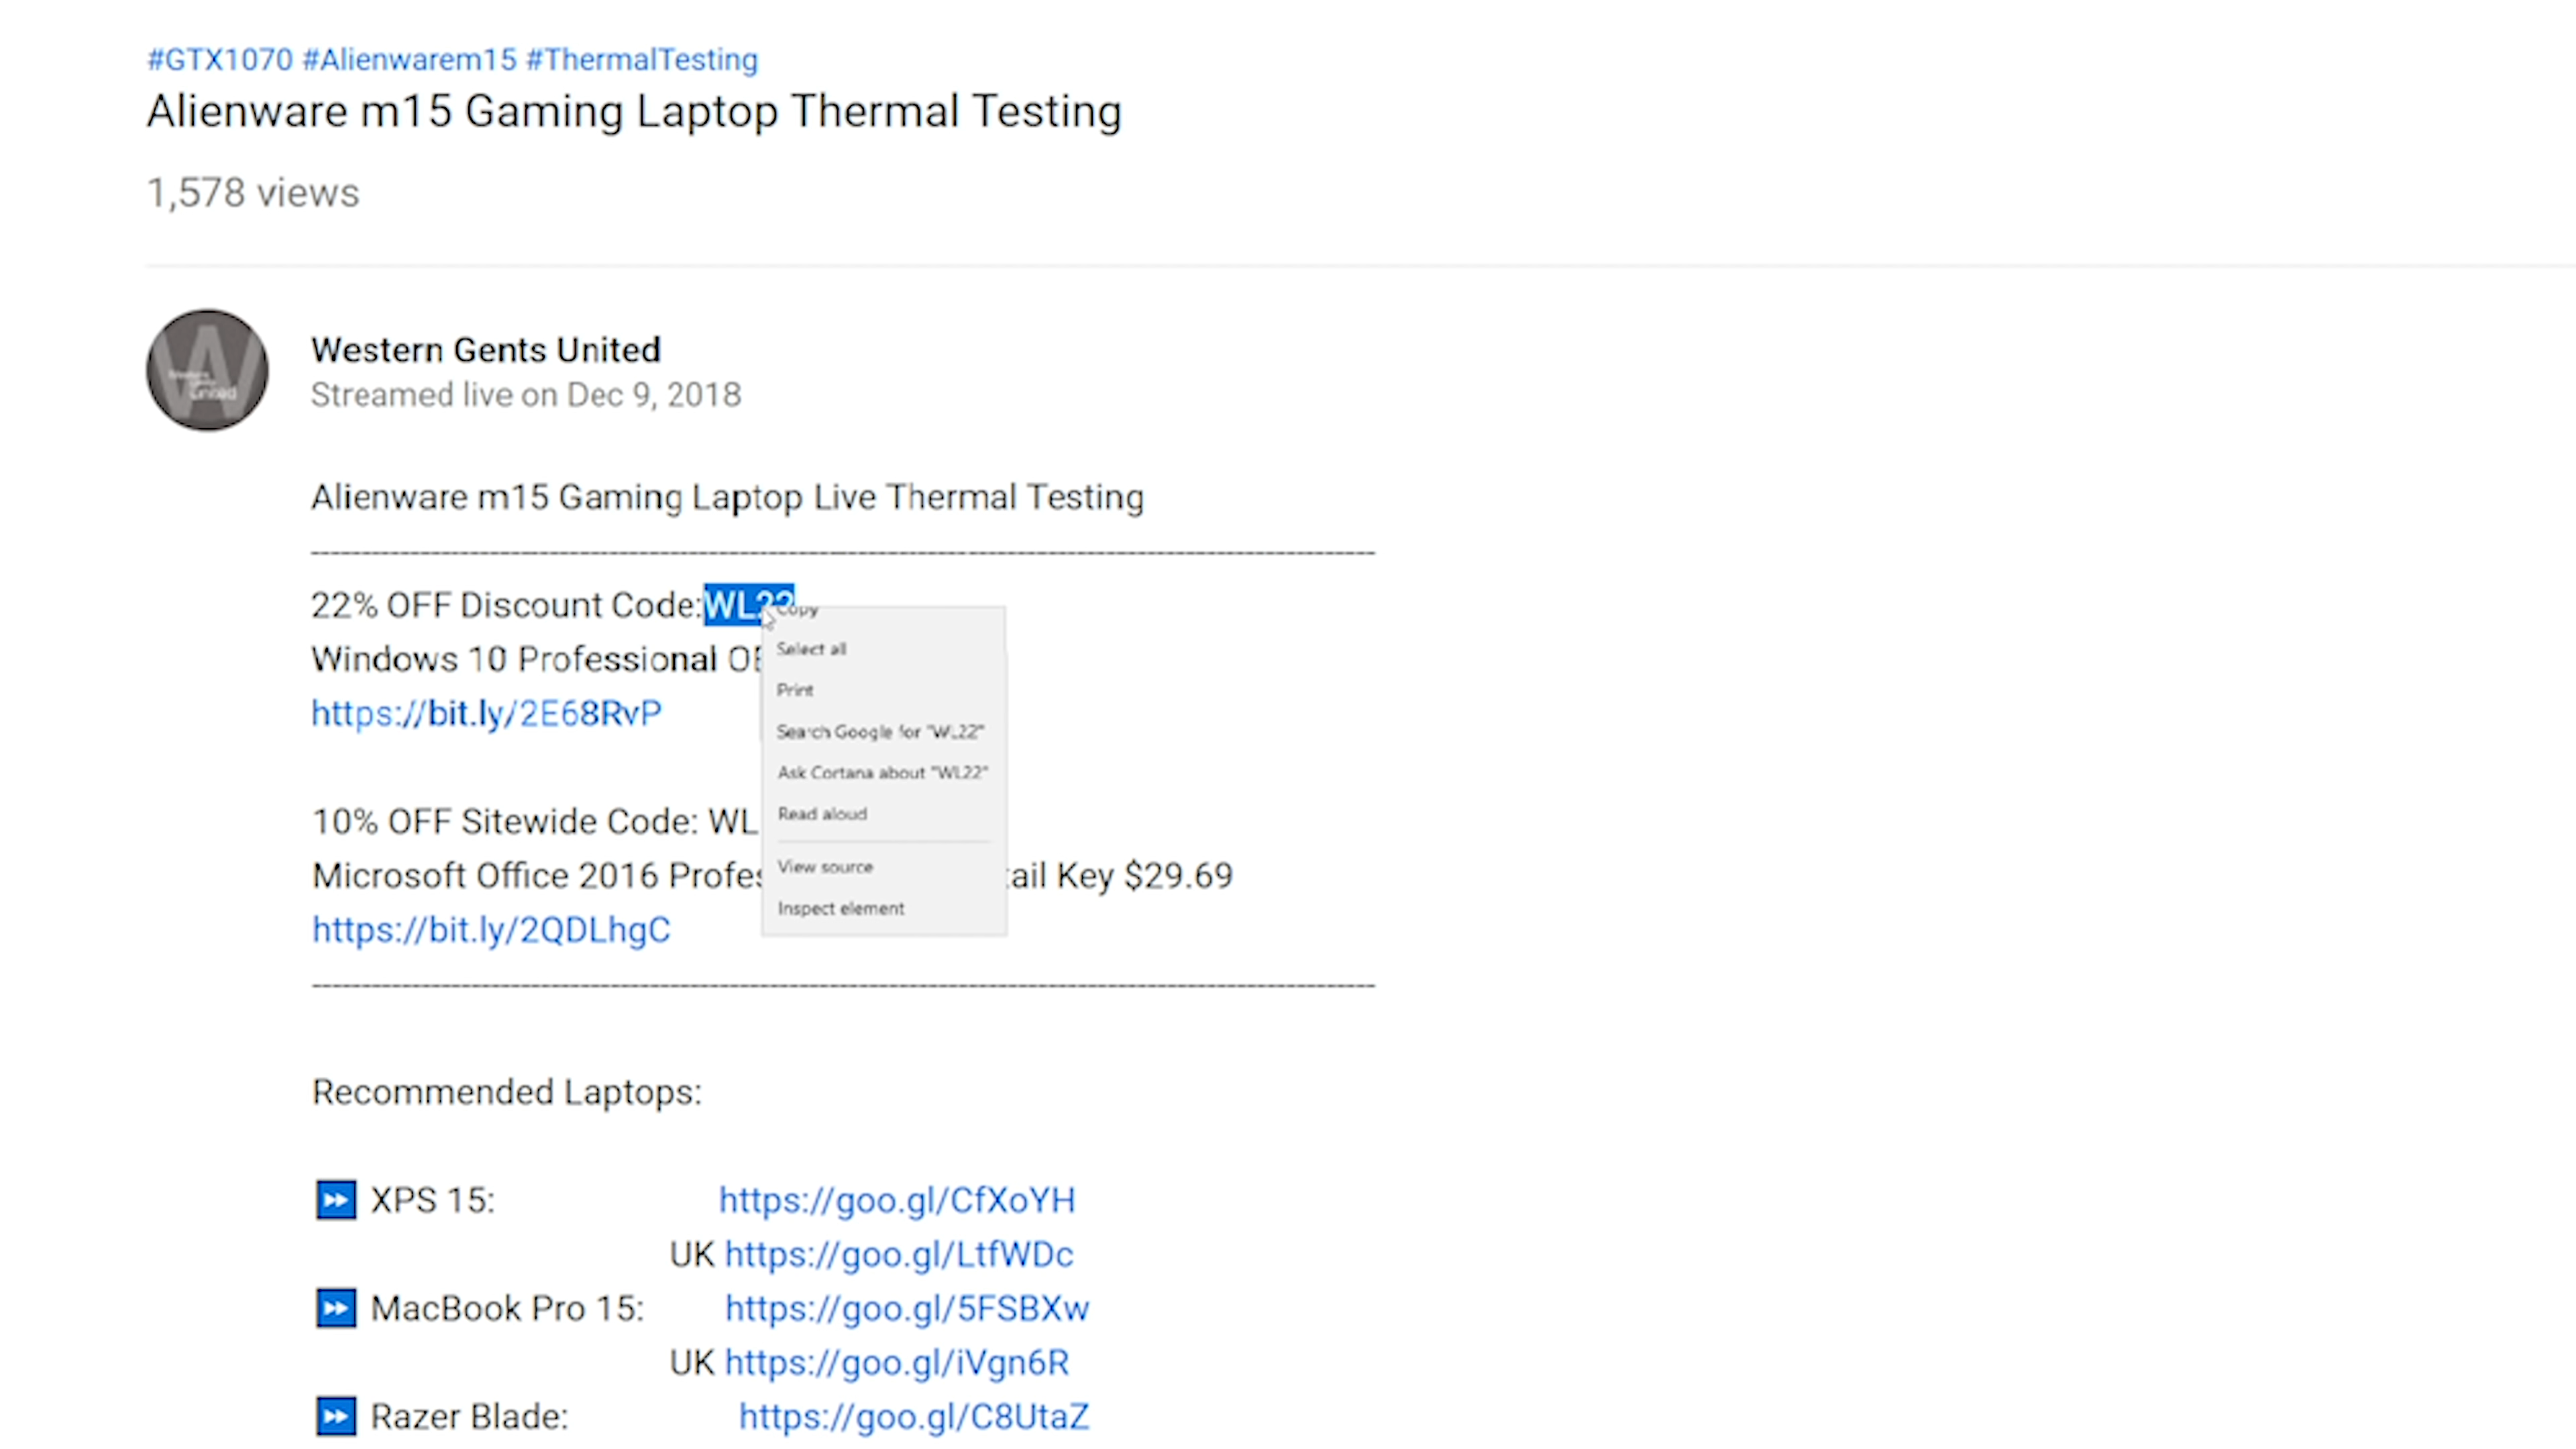 #GTX1070 #Alienwarem15 #ThermalTesting
Alienware m15 Gaming Laptop Thermal Testing
1,578 views
Western Gents United
Streamed live on Dec 9, 2018
Alienware m15 Gaming Laptop Live Thermal Testing
22% OFF Discount Code:WL22
Copy
Select all
Print
Search Google for "WL22"
Ask Cortana about "WL22"
Read aloud
View source
Inspect element
Windows 10 Professional
https://bit.ly/2E68RvP
10% OFF Sitewide Code: WL
Microsoft Office 2016 Key $29.69
https://bit.ly/2QDLhgC
Recommended Laptops:
XPS 15: https://goo.gl/CfXoYH
UK https://goo.gl/LtfWDc
MacBook Pro 15: https://goo.gl/5FSBXw
UK https://goo.gl/iVgn6R
Razer Blade: https://goo.gl/C8UtaZ